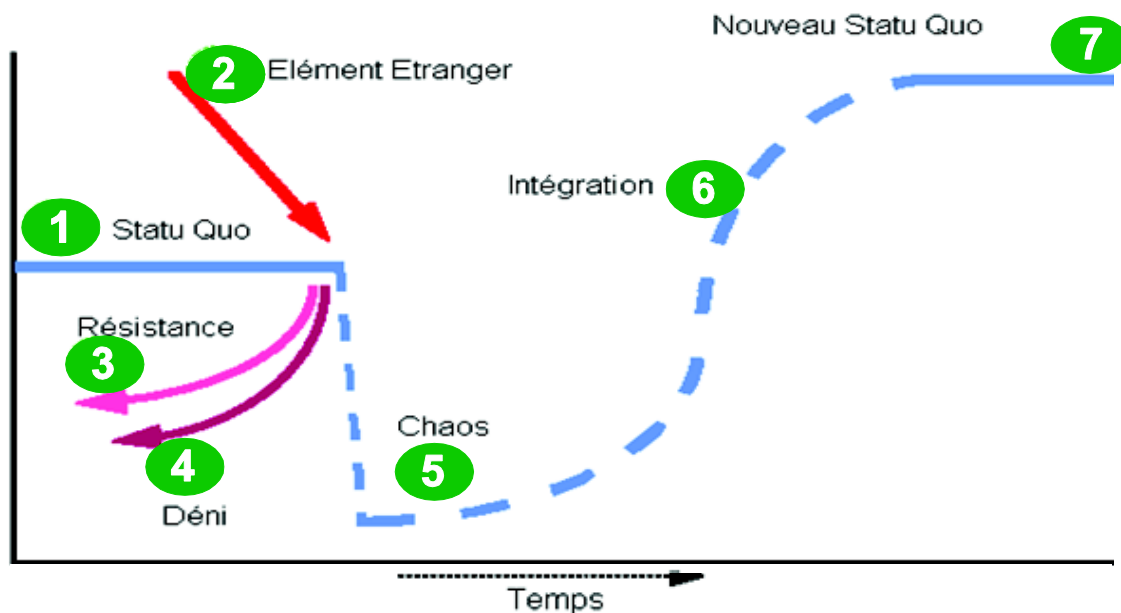 Nouveau Statu Quo
7
2 Elément Etranger
Intégration 6
1 Statu Quo
Résistance
3
Chaos
5
4
Déni
Temps